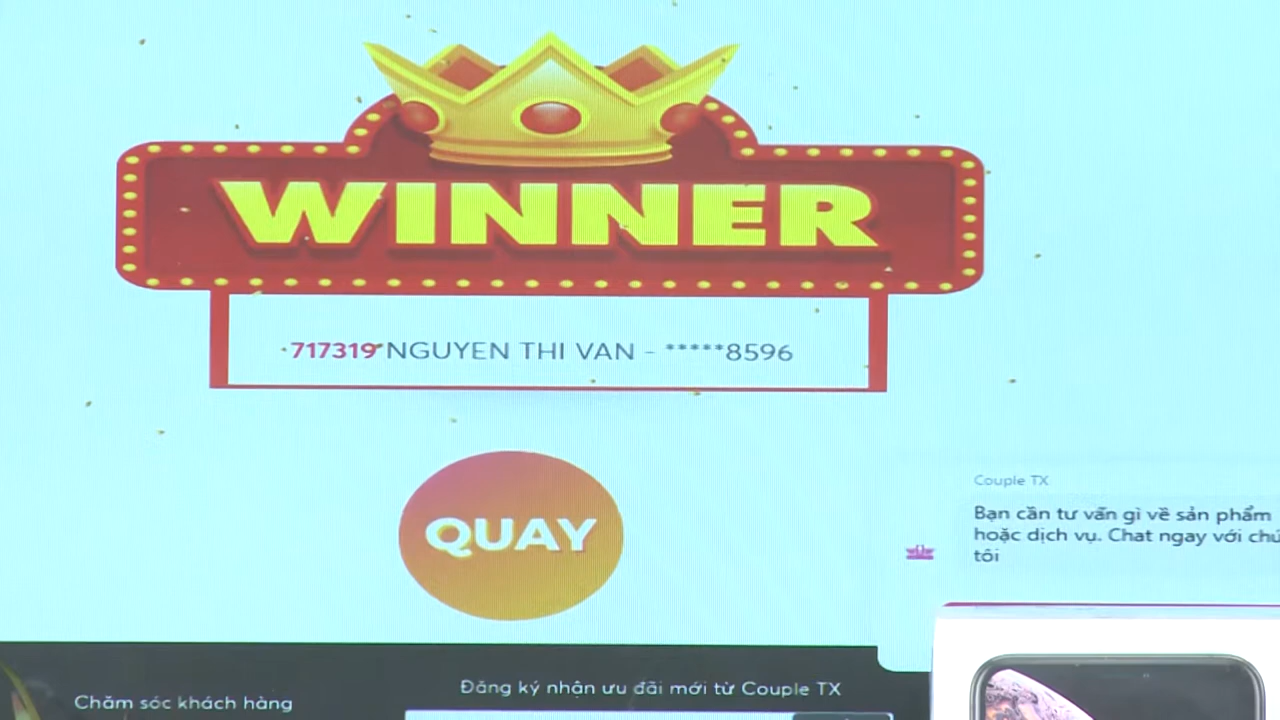 WINNER
717319 NGUYEN THI VAN - *****8596
QUAY
Couple TX
Bạn cần tư vấn gì về sản phẩm
hoặc dịch vụ. Chat ngay với chú
tôi
Đăng ký nhận ưu đãi mới từ Couple TX
Chăm sóc khách hàng